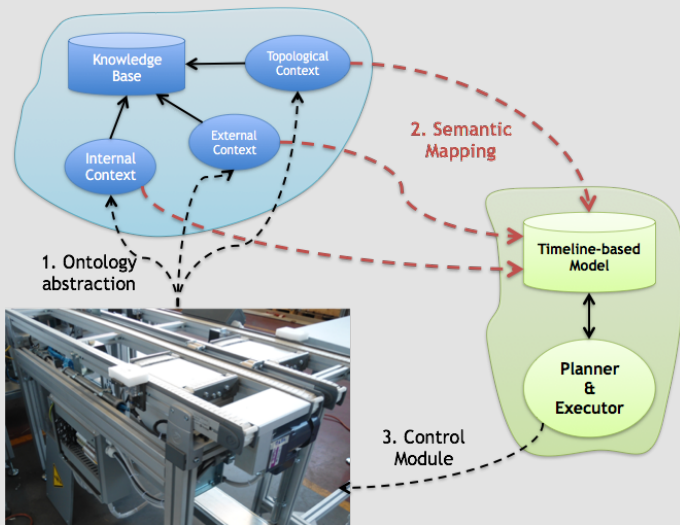 Knowledge
Base
Topological
Context
External
Context
Internal
Context
2. Semantic
Mapping
1. Ontology
abstraction
Timeline-based
Model
Planner
&
Executor
3. Control
Module